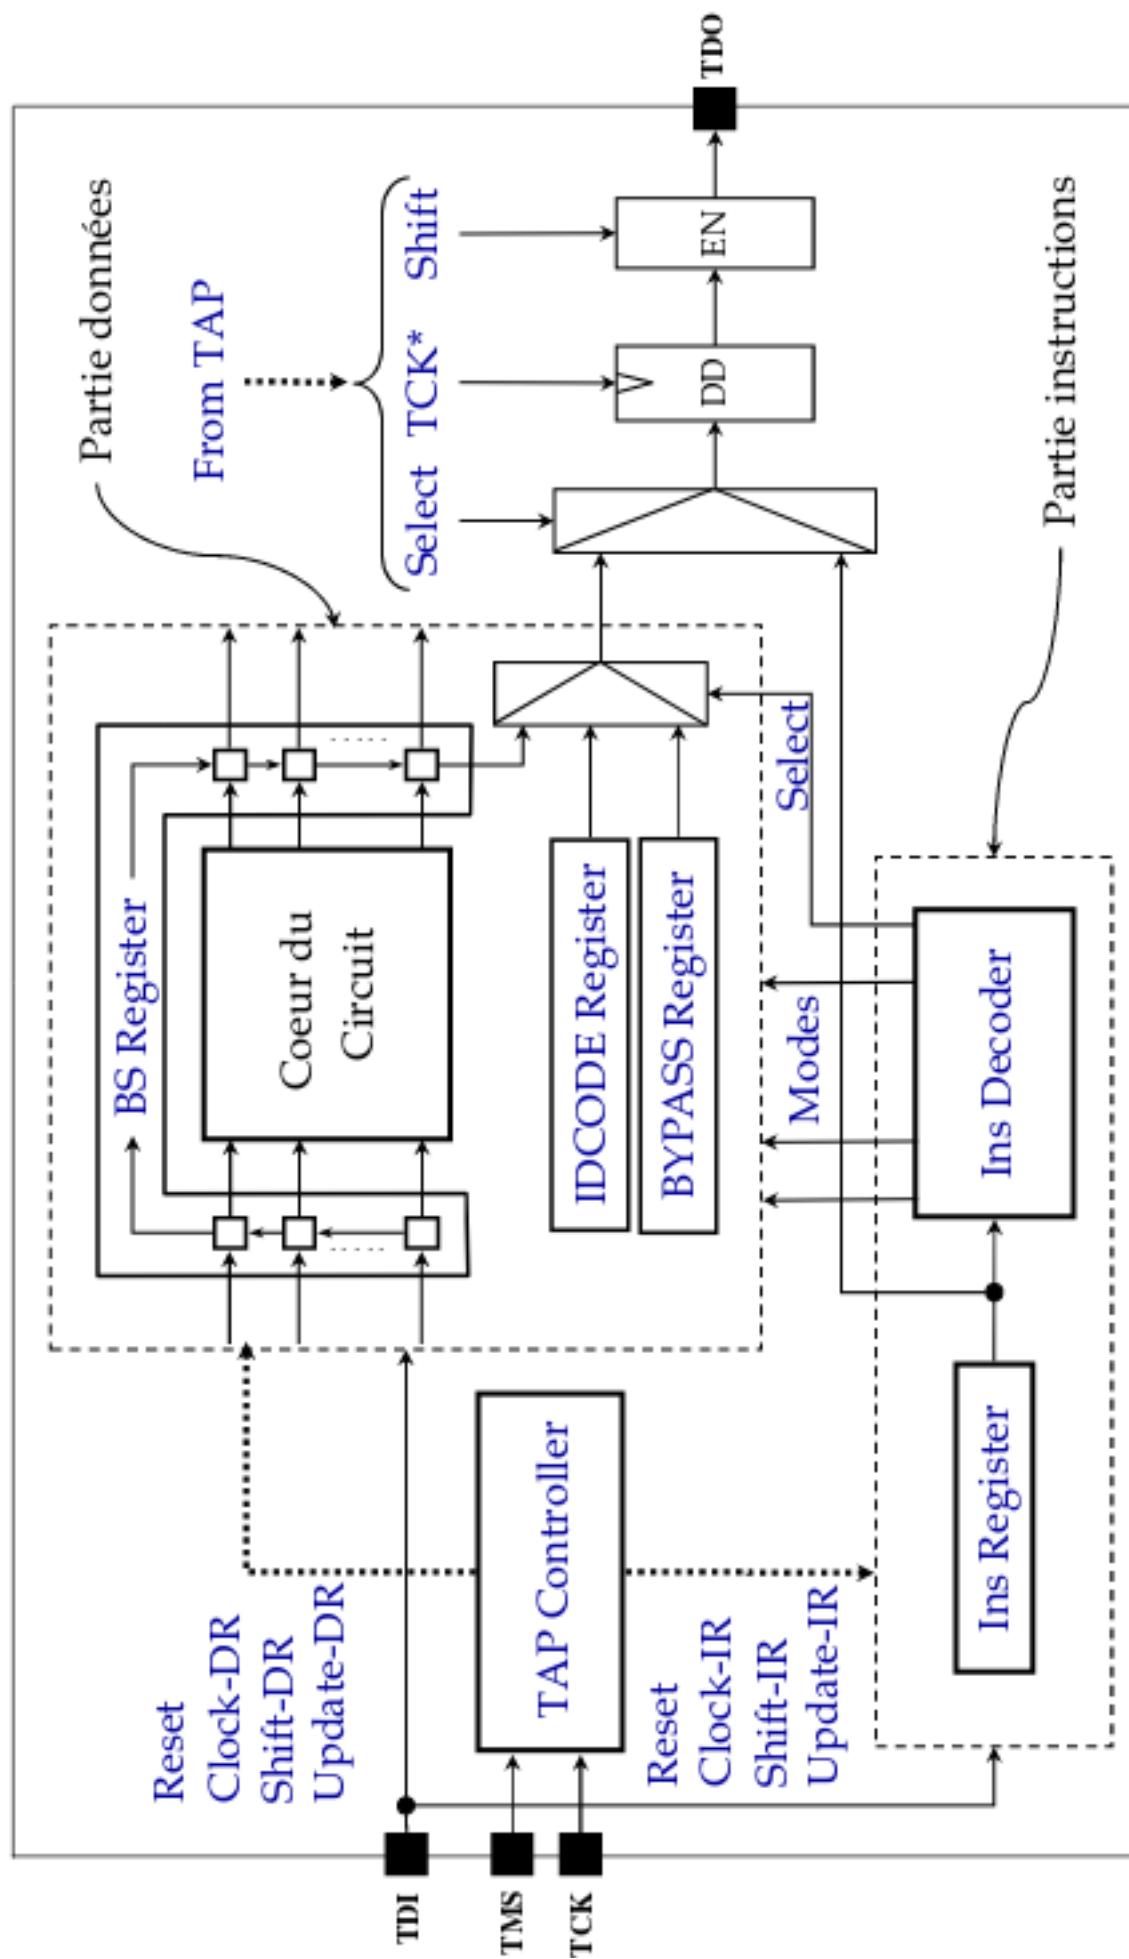 Partie données
From TAP
Select TCK* Shift
BS Register
Coeur du
Circuit
IDCODE Register
BYPASS Register
DD
EN
TDO
Reset
Clock-DR
Shift-DR
Update-DR
TDI
TMS
TCK
TAP Controller
Reset
Clock-IR
Shift-IR
Update-IR
Modes
Select
Ins Register
Ins Decoder
Partie instructions